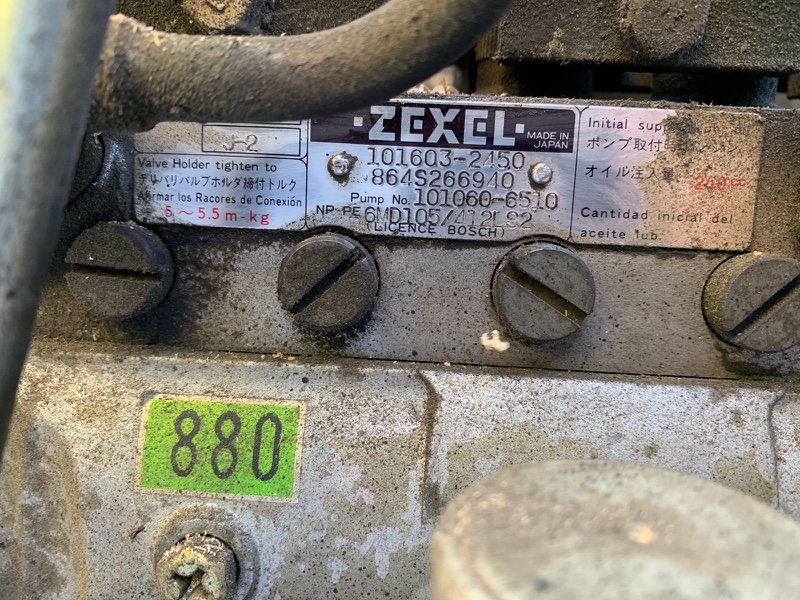 J-2
Valve Holder tighten to
デリバリバルブホルダ締付トルク
Afirmar los Racores de Conexión
5 ～ 5.5 m-kg
ZEXEL
MADE IN
JAPAN
101603-2450
864S266940
Pump No. 101060-6510
NP-PE 6MD105/412LS2
(LICENCE BOSCH)
Initial
ポンプ取付
オイル注入量
Cantidad inicial del
aceite lub.
880